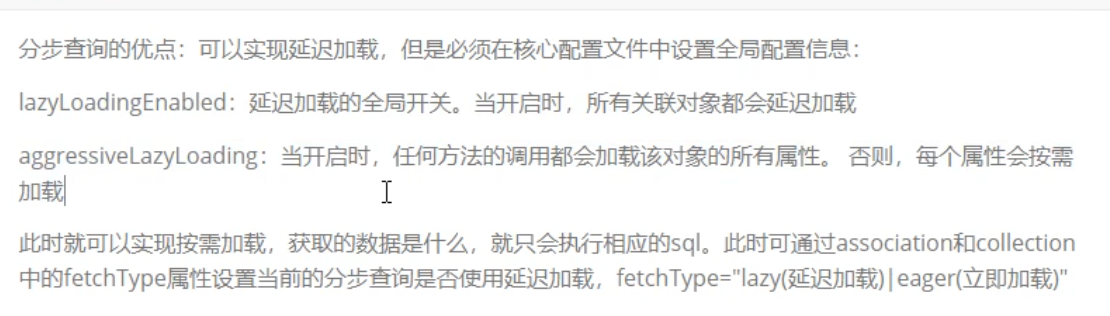 分步查询的优点：可以实现延迟加载，但是必须在核心配置文件中设置全局配置信息：
lazyLoadingEnabled：延迟加载的全局开关。当开启时，所有关联对象都会延迟加载
aggressiveLazyLoading：当开启时，任何方法的调用都会加载该对象的所有属性。 否则，每个属性会按需
加载
此时就可以实现按需加载，获取的数据是什么，就只会执行相应的sql。此时可通过association和collection
中的fetchType属性设置当前的分步查询是否使用延迟加载，fetchType="lazy(延迟加载)|eager(立即加载)"